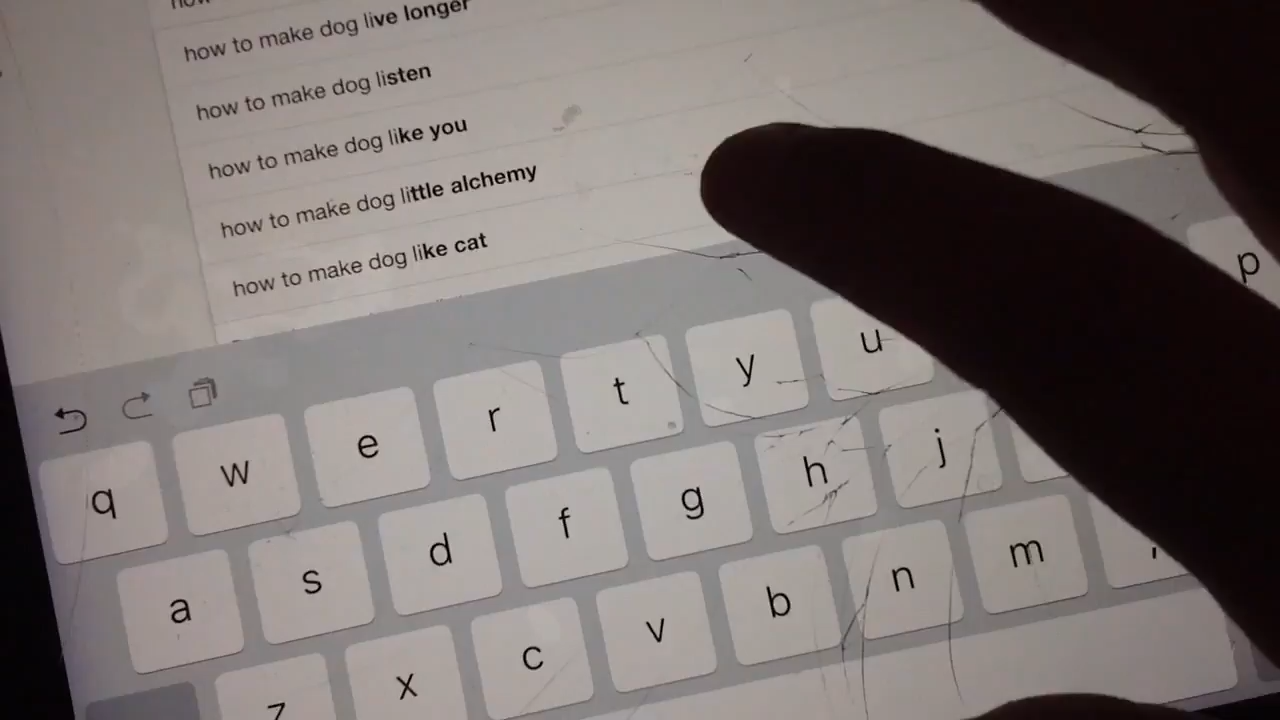 how
how to make dog live longer
how to make dog listen
how to make dog like you
how to make dog little alchemy
how to make dog like cat
q w e r t y u p
a s d f g h j
z x c v b n m ,